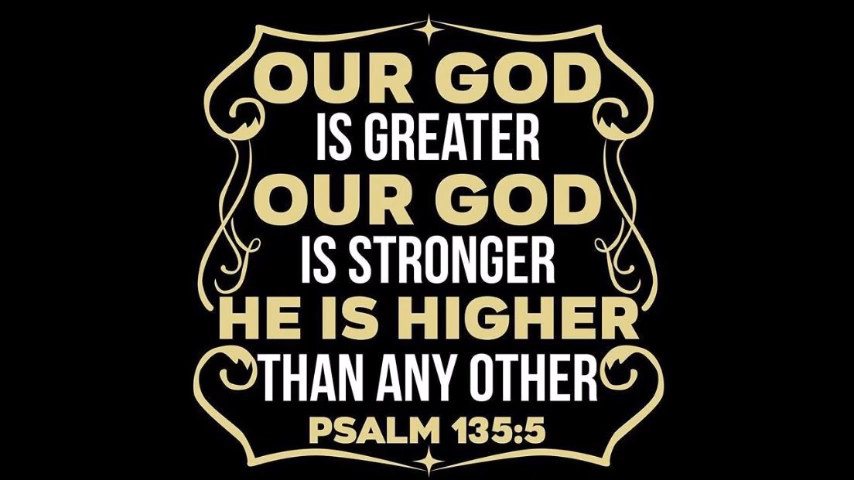 OUR GOD
IS GREATER
OUR GOD
IS STRONGER
HE IS HIGHER
THAN ANY OTHER
PSALM 135:5